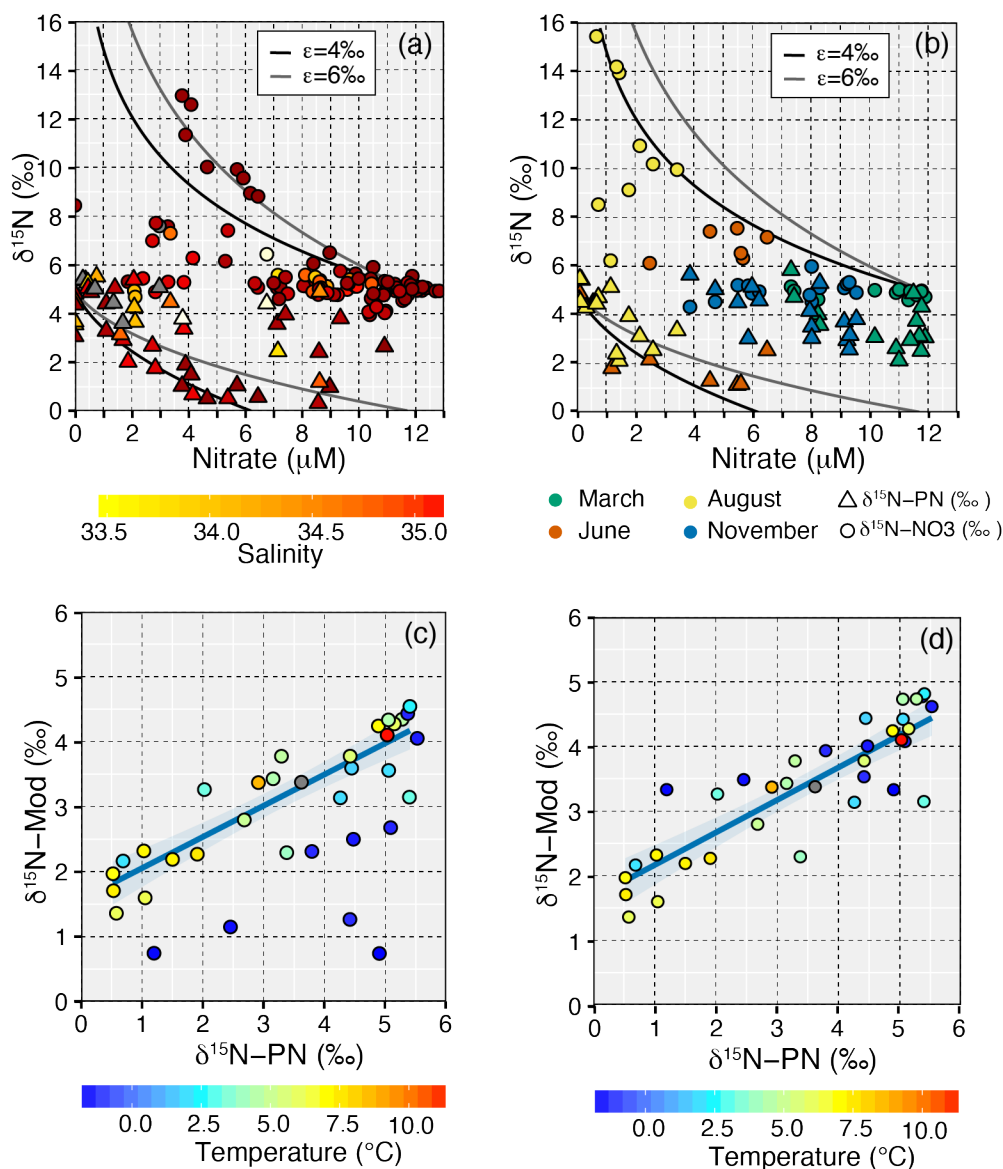 (a)
ε=4‰
ε=6‰
16
14
12
10
8
6
4
2
0
δ¹⁵N (‰)
0 2 4 6 8 10 12
Nitrate (μM)
33.5 34.0 34.5 35.0
Salinity
(b)
ε=4‰
ε=6‰
16
14
12
10
8
6
4
2
0
δ¹⁵N (‰)
0 2 4 6 8 10 12
Nitrate (μM)
March August δ¹⁵N−PN (‰)
June November δ¹⁵N−NO3 (‰)
(c)
6
5
4
3
2
1
0
δ¹⁵N−Mod (‰)
0 1 2 3 4 5 6
δ¹⁵N−PN (‰)
0.0 2.5 5.0 7.5 10.0
Temperature (°C)
(d)
6
5
4
3
2
1
0
δ¹⁵N−Mod (‰)
0 1 2 3 4 5 6
δ¹⁵N−PN (‰)
0.0 2.5 5.0 7.5 10.0
Temperature (°C)